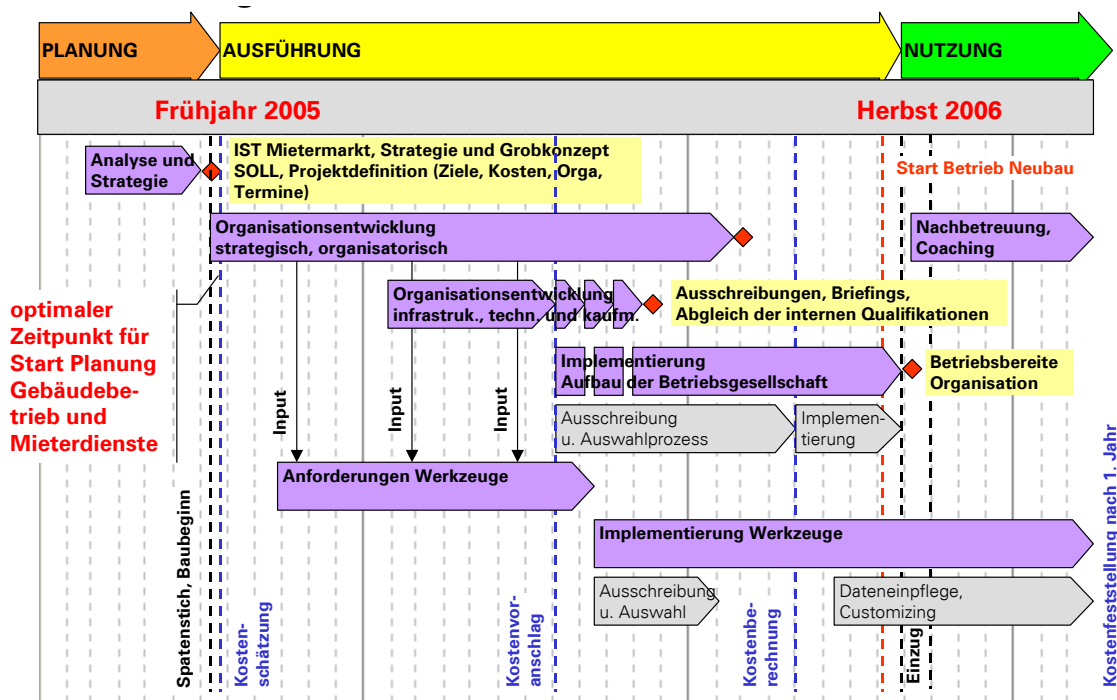 PLANUNG
AUSFÜHRUNG
NUTZUNG
Frühjahr 2005
Herbst 2006
Analyse und
Strategie
IST Mietermarkt, Strategie und Grobkonzept
SOLL, Projektdefinition (Ziele, Kosten, Orga,
Termine)
Start Betrieb Neubau
Organisationsentwicklung
strategisch, organisatorisch
Nachbetreuung,
Coaching
optimaler
Zeitpunkt für
Start Planung
Gebäudebe-
trieb und
Mieterdienste
Organisationsentwicklung
infrastruk., techn. und kaufm.
Ausschreibungen, Briefings,
Abgleich der internen Qualifikationen
Implementierung
Aufbau der Betriebsgesellschaft
Betriebsbereite
Organisation
Input
Input
Input
Ausschreibung
u. Auswahlprozess
Implemen-
tierung
Anforderungen Werkzeuge
Implementierung Werkzeuge
Ausschreibung
u. Auswahl
Dateneinpflege,
Customizing
Spatenstich, Baubeginn
Kosten-
schätzung
Kostenvor-
anschlag
Kostenbe-
rechnung
Einzug
Kostenfeststellung nach 1. Jahr